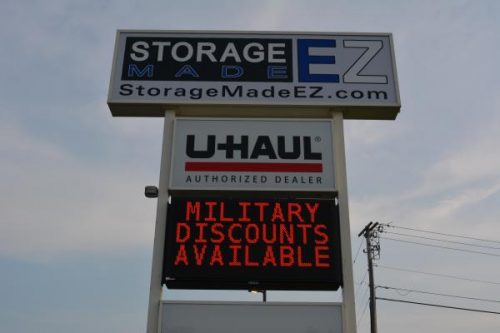 STORAGE EZ
MADE
StorageMadeEZ.com
U-HAUL®
AUTHORIZED DEALER
MILITARY
DISCOUNTS
AVAILABLE